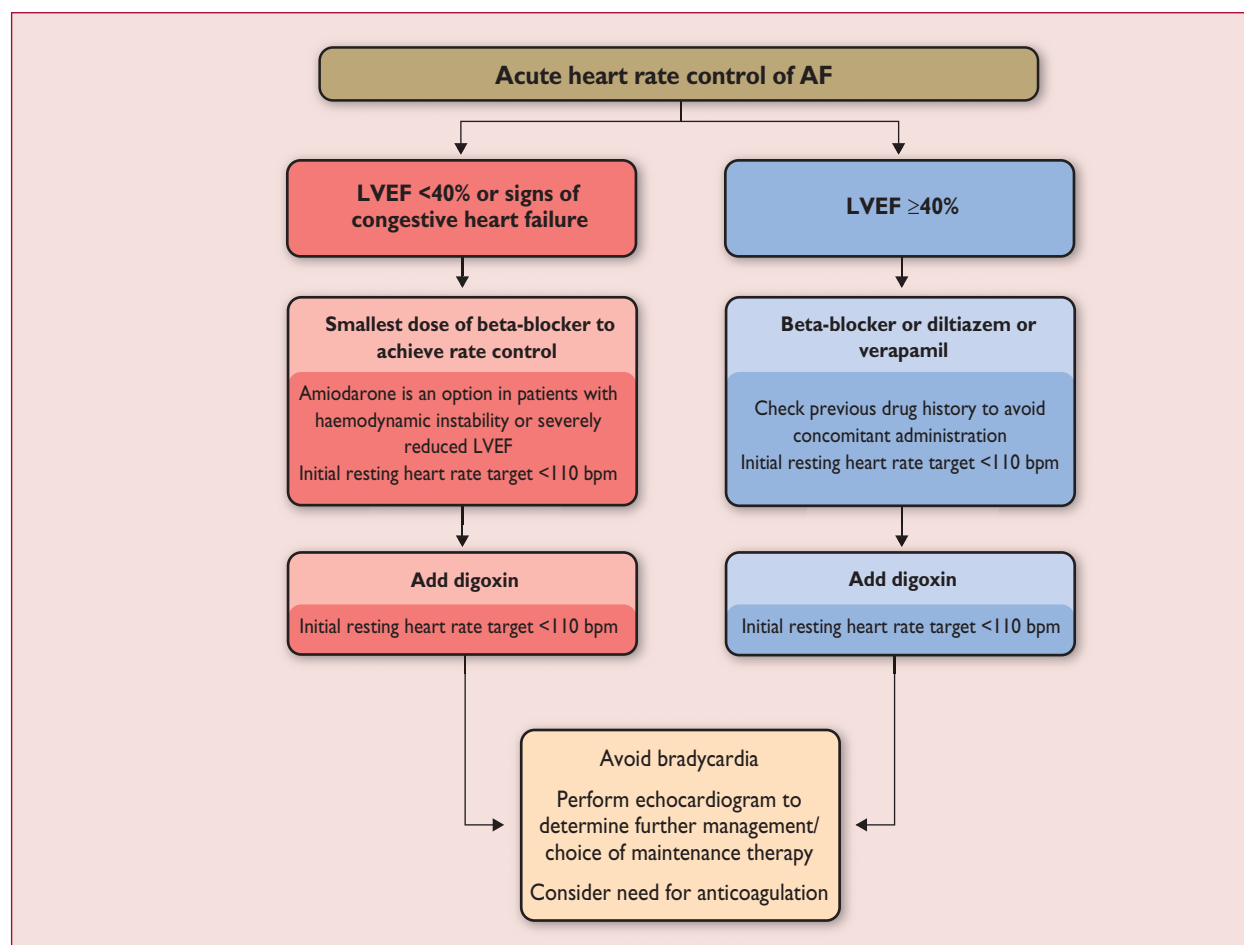 Acute heart rate control of AF
LVEF <40% or signs of
congestive heart failure
LVEF ≥40%
Smallest dose of beta-blocker to
achieve rate control
Amiodarone is an option in patients with
haemodynamic instability or severely
reduced LVEF
Initial resting heart rate target <110 bpm
Beta-blocker or diltiazem or
verapamil
Check previous drug history to avoid
concomitant administration
Initial resting heart rate target <110 bpm
Add digoxin
Initial resting heart rate target <110 bpm
Add digoxin
Initial resting heart rate target <110 bpm
Avoid bradycardia
Perform echocardiogram to
determine further management/
choice of maintenance therapy
Consider need for anticoagulation